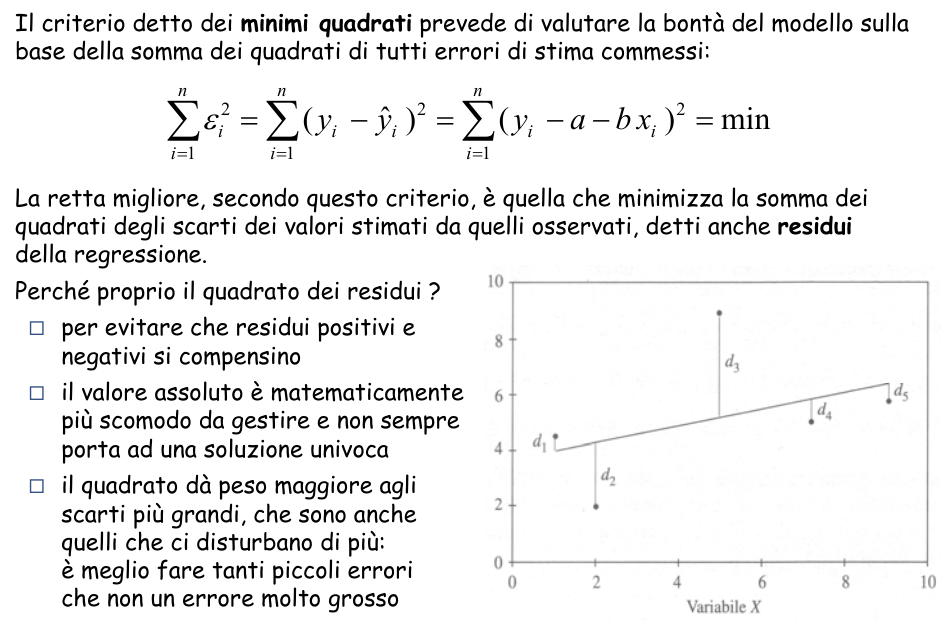 Il criterio detto dei minimi quadrati prevede di valutare la bontà del modello sulla
base della somma dei quadrati di tutti errori di stima commessi:
$$\sum_{i=1}^{n} \varepsilon_i^2 = \sum_{i=1}^{n} (y_i - \hat{y}_i)^2 = \sum_{i=1}^{n} (y_i - a - b x_i)^2 = \min$$
La retta migliore, secondo questo criterio, è quella che minimizza la somma dei
quadrati degli scarti dei valori stimati da quelli osservati, detti anche residui
della regressione.
Perché proprio il quadrato dei residui ?
per evitare che residui positivi e
negativi si compensino
il valore assoluto è matematicamente
più scomodo da gestire e non sempre
porta ad una soluzione univoca
il quadrato dà peso maggiore agli
scarti più grandi, che sono anche
quelli che ci disturbano di più:
è meglio fare tanti piccoli errori
che non un errore molto grosso
10
8
6
4
2
0
d₁
d₂
d₃
d₄
d₅
0 2 4 6 8 10
Variabile X